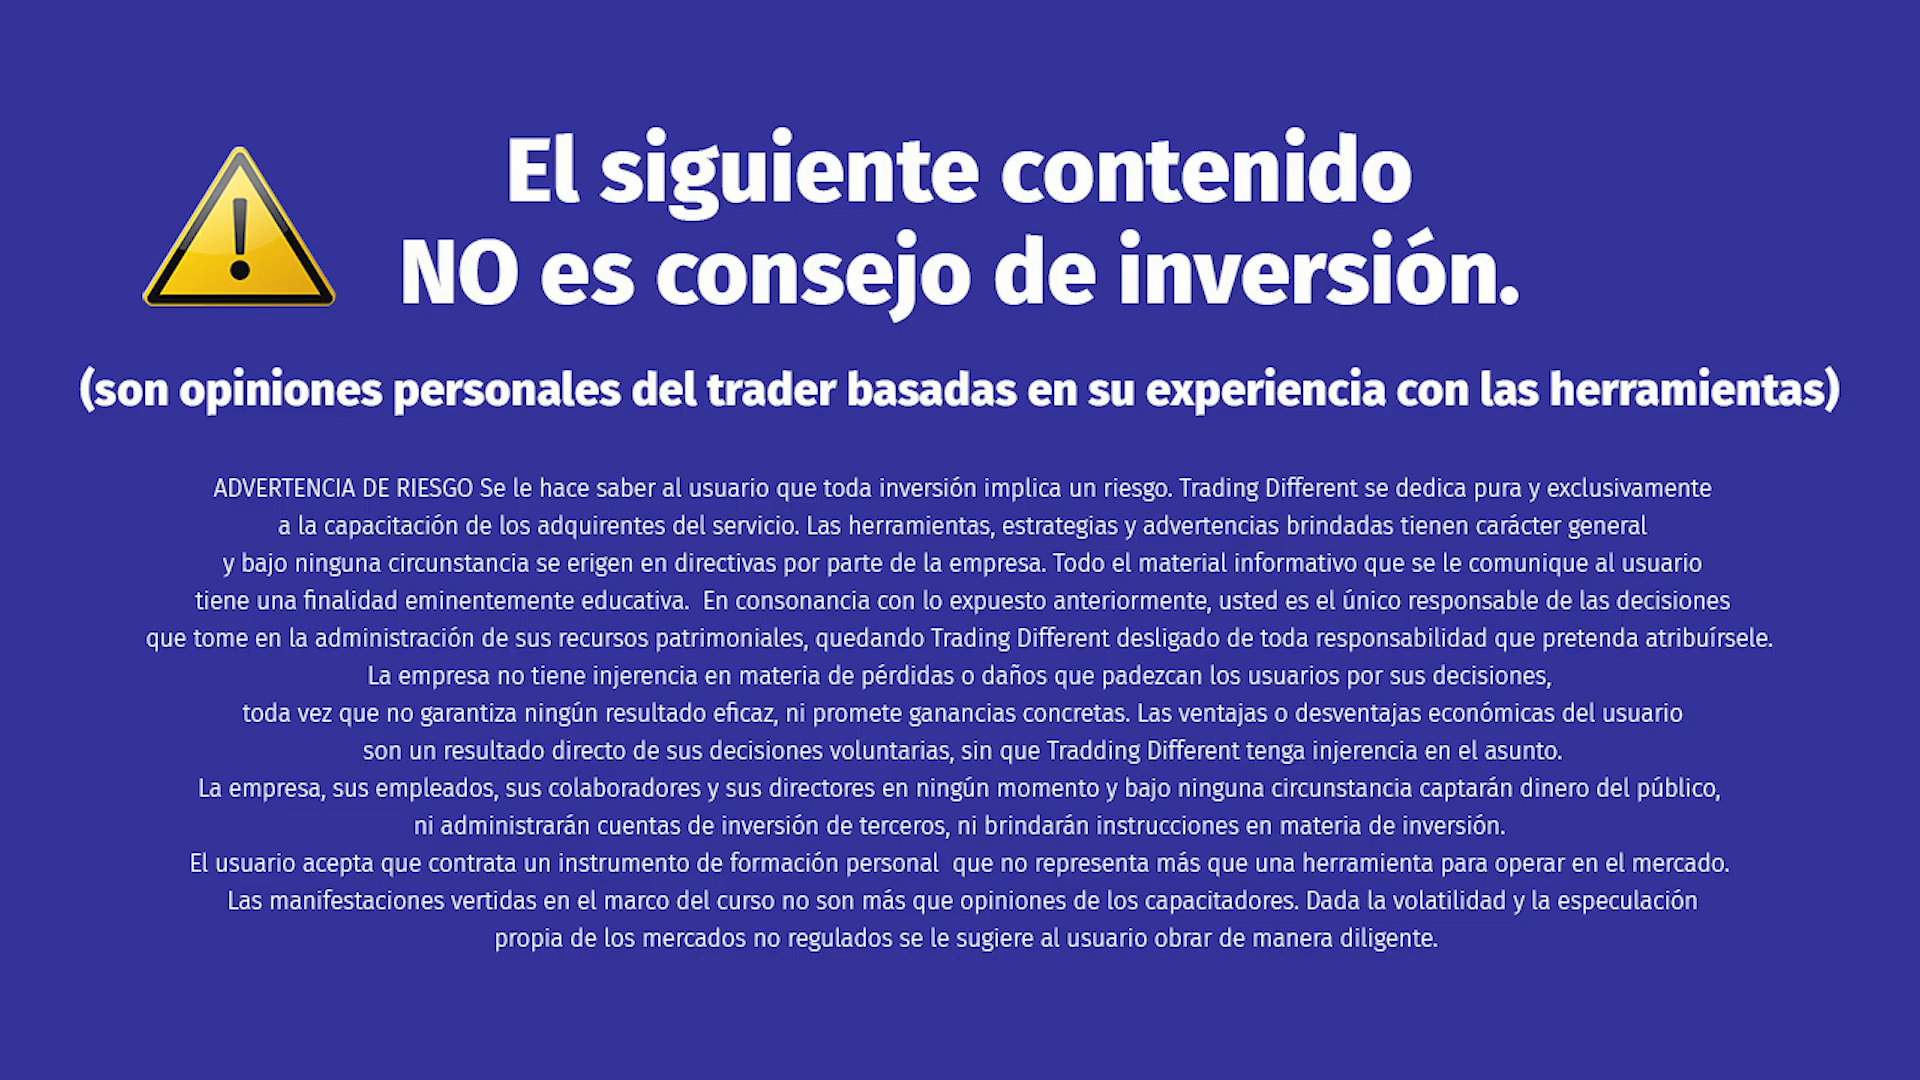 El siguiente contenido
NO es consejo de inversión.
(son opiniones personales del trader basadas en su experiencia con las herramientas)
ADVERTENCIA DE RIESGO Se le hace saber al usuario que toda inversión implica un riesgo. Trading Different se dedica pura y exclusivamente
a la capacitación de los adquirentes del servicio. Las herramientas, estrategias y advertencias brindadas tienen carácter general
y bajo ninguna circunstancia se erigen en directivas por parte de la empresa. Todo el material informativo que se le comunique al usuario
tiene una finalidad eminentemente educativa.  En consonancia con lo expuesto anteriormente, usted es el único responsable de las decisiones
que tome en la administración de sus recursos patrimoniales, quedando Trading Different desligado de toda responsabilidad que pretenda atribuírsele.
La empresa no tiene injerencia en materia de pérdidas o daños que padezcan los usuarios por sus decisiones,
toda vez que no garantiza ningún resultado eficaz, ni promete ganancias concretas. Las ventajas o desventajas económicas del usuario
son un resultado directo de sus decisiones voluntarias, sin que Tradding Different tenga injerencia en el asunto.
La empresa, sus empleados, sus colaboradores y sus directores en ningún momento y bajo ninguna circunstancia captarán dinero del público,
ni administrarán cuentas de inversión de terceros, ni brindarán instrucciones en materia de inversión.
El usuario acepta que contrata un instrumento de formación personal  que no representa más que una herramienta para operar en el mercado.
Las manifestaciones vertidas en el marco del curso no son más que opiniones de los capacitadores. Dada la volatilidad y la especulación
propia de los mercados no regulados se le sugiere al usuario obrar de manera diligente.